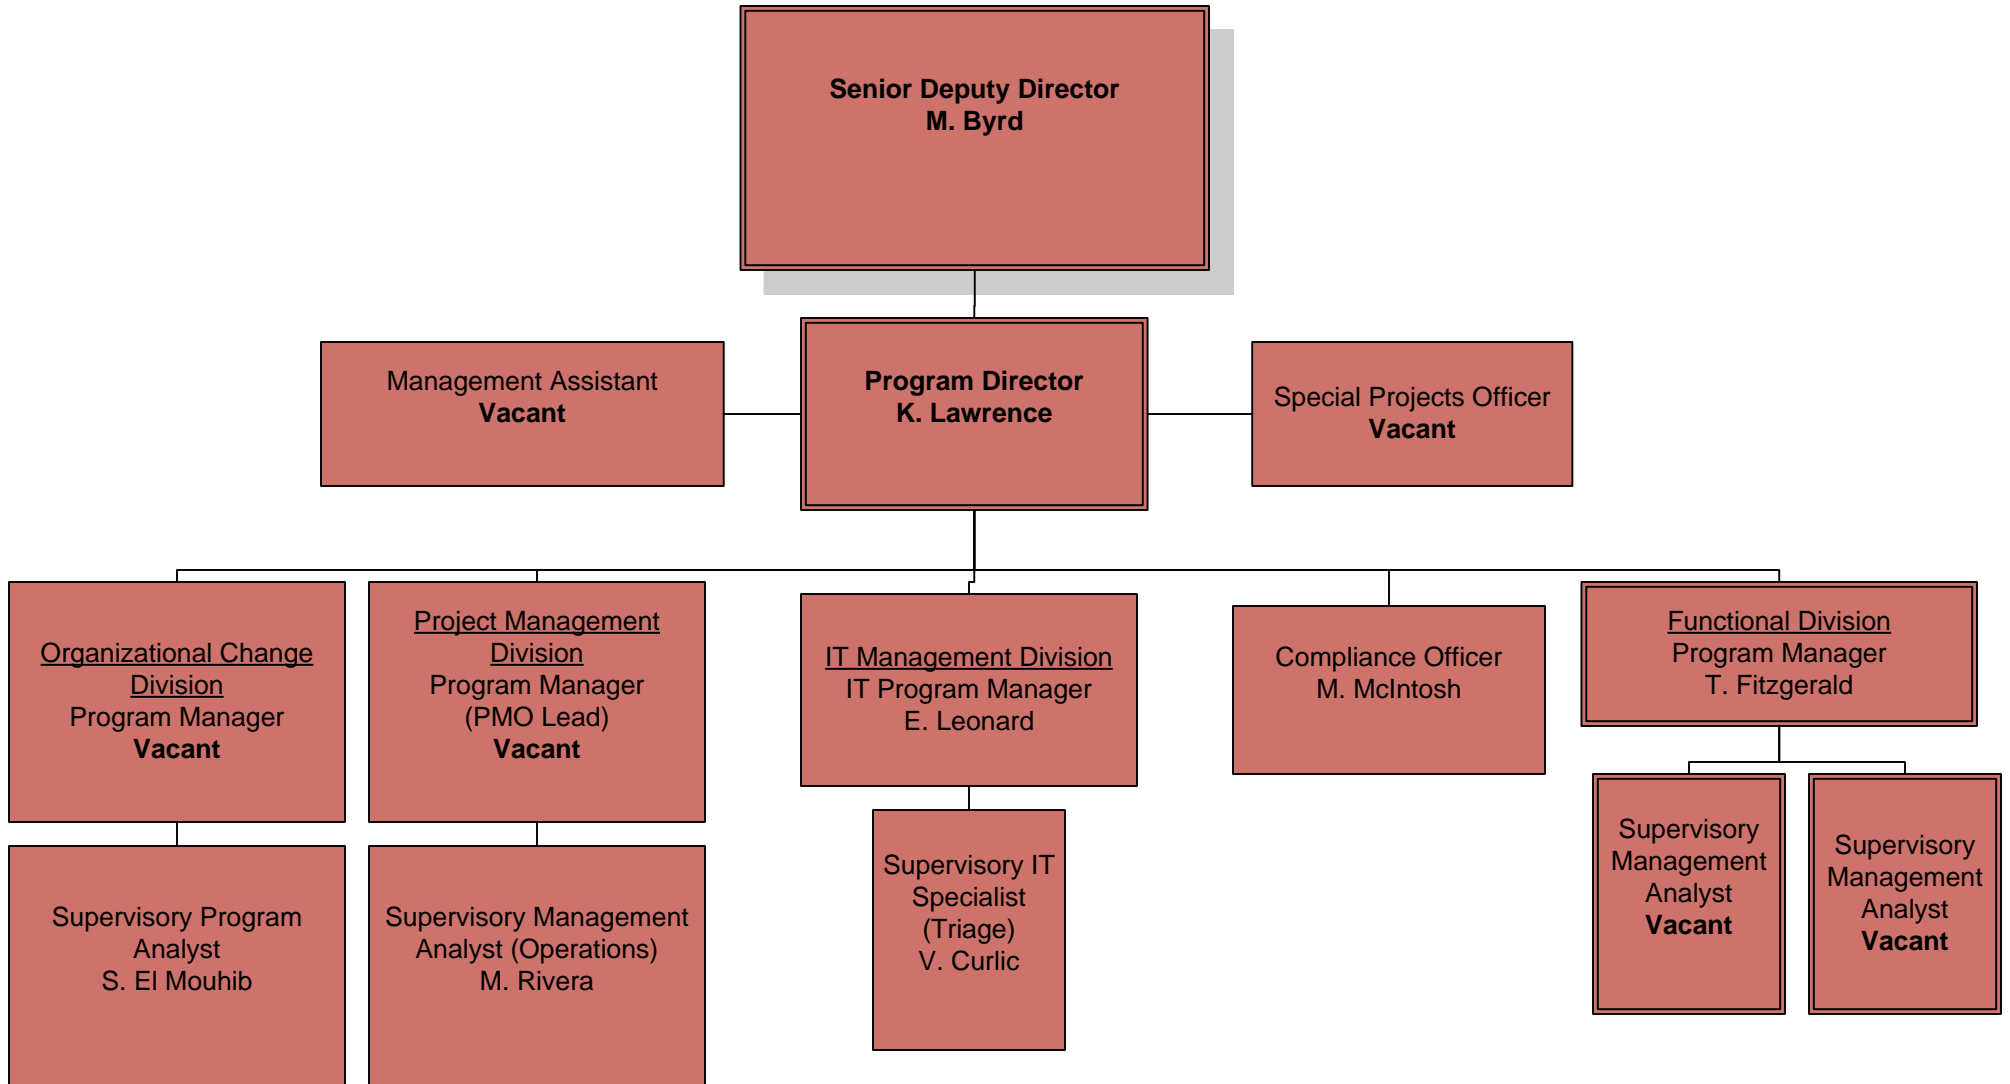 Senior Deputy Director
M. Byrd
Management Assistant
Vacant
Program Director
K. Lawrence
Special Projects Officer
Vacant
Organizational Change
Division
Program Manager
Vacant
Project Management
Division
Program Manager
(PMO Lead)
Vacant
IT Management Division
IT Program Manager
E. Leonard
Compliance Officer
M. McIntosh
Functional Division
Program Manager
T. Fitzgerald
Supervisory Program
Analyst
S. El Mouhib
Supervisory Management
Analyst (Operations)
M. Rivera
Supervisory IT
Specialist
(Triage)
V. Curlic
Supervisory
Management
Analyst
Vacant
Supervisory
Management
Analyst
Vacant